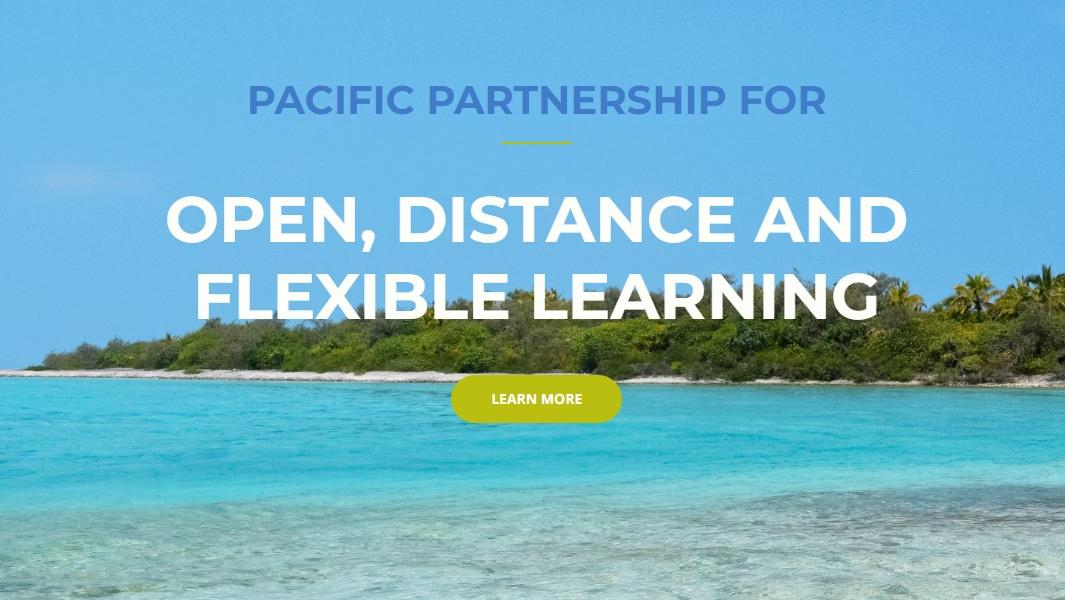 PACIFIC PARTNERSHIP FOR
OPEN, DISTANCE AND
FLEXIBLE LEARNING
LEARN MORE